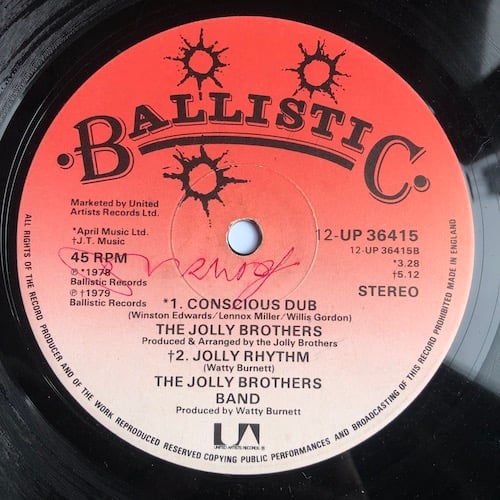 BALLISTIC
Marketed by United
Artists Records Ltd.
*April Music Ltd.
†J.T. Music
45 RPM
℗*1978
Ballistic Records
℗†1979
Ballistic Records
12-UP 36415
12-UP 36415B
*3.28
†5.12
STEREO
*1. CONSCIOUS DUB
(Winston Edwards/Lennox Miller/Willis Gordon)
THE JOLLY BROTHERS
Produced & Arranged by the Jolly Brothers
†2. JOLLY RHYTHM
(Watty Burnett)
THE JOLLY BROTHERS
BAND
Produced by Watty Burnett
UA
UNITED ARTISTS RECORDS
ALL RIGHTS OF THE RECORD PRODUCER AND OF THE WORK REPRODUCED RESERVED COPYING PUBLIC PERFORMANCES AND BROADCASTING OF THIS RECORD PROHIBITED MADE IN ENGLAND